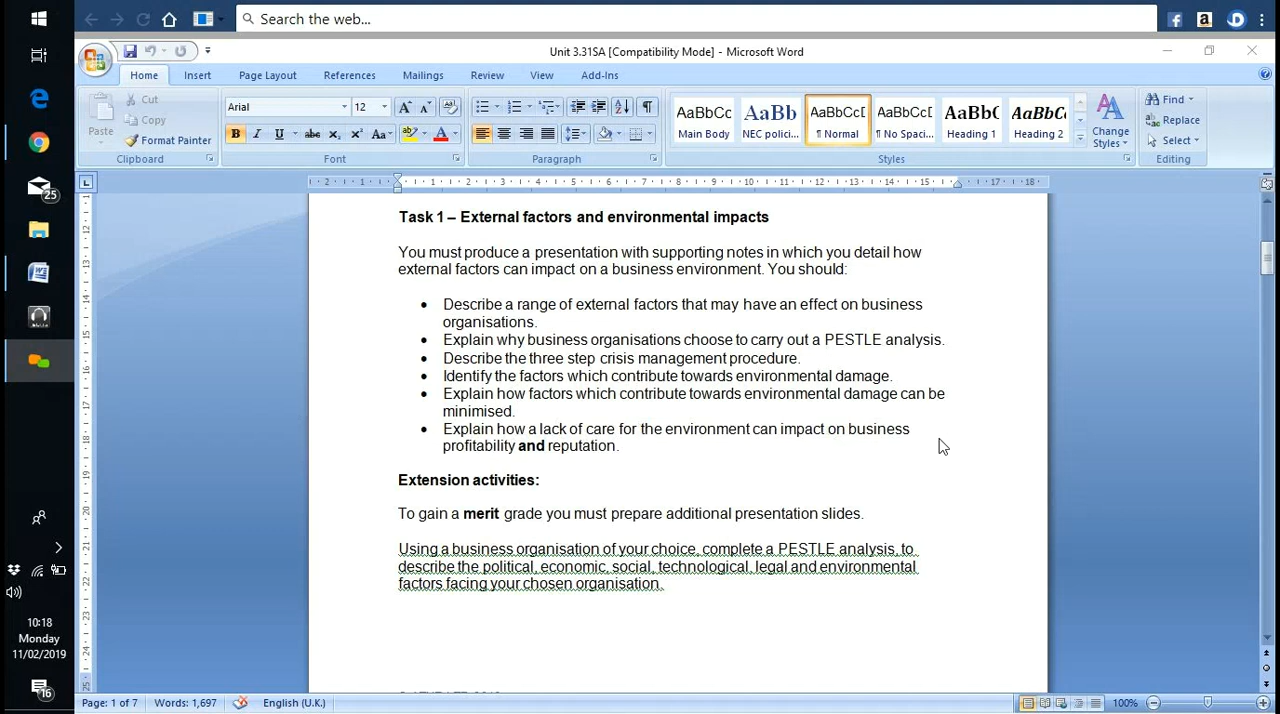 Search the web...
Unit 3.31SA [Compatibility Mode] - Microsoft Word
Home Insert Page Layout References Mailings Review View Add-Ins
Paste
Cut
Copy
Format Painter
Clipboard
Arial 12
Font
Paragraph
AaBbCc AaBb AaBbCcD AaBbCc AaBbC AaBbCc
Main Body NEC polici... ¶ Normal ¶ No Spaci... Heading 1 Heading 2
Change Styles
Styles
Find
Replace
Select
Editing
Task 1 – External factors and environmental impacts
You must produce a presentation with supporting notes in which you detail how
external factors can impact on a business environment. You should:
• Describe a range of external factors that may have an effect on business
organisations.
• Explain why business organisations choose to carry out a PESTLE analysis.
• Describe the three step crisis management procedure.
• Identify the factors which contribute towards environmental damage.
• Explain how factors which contribute towards environmental damage can be
minimised.
• Explain how a lack of care for the environment can impact on business
profitability and reputation.
Extension activities:
To gain a merit grade you must prepare additional presentation slides.
Using a business organisation of your choice, complete a PESTLE analysis, to
describe the political, economic, social, technological, legal and environmental
factors facing your chosen organisation.
25
10:18
Monday
11/02/2019
16
Page: 1 of 7 Words: 1,697 English (U.K.) 100%